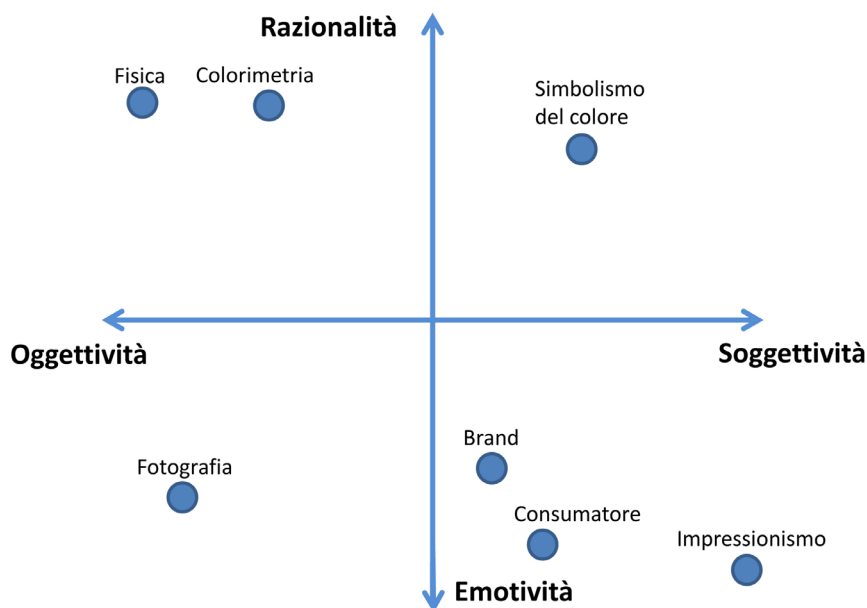 Razionalità
Fisica
Colorimetria
Simbolismo
del colore
Oggettività
Soggettività
Brand
Fotografia
Consumatore
Impressionismo
Emotività